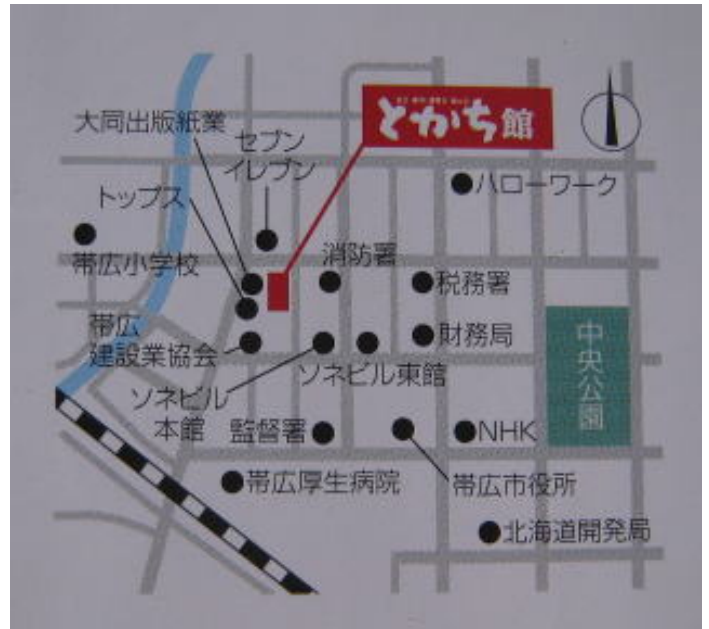 とかち館
大同出版紙業
セブン
イレブン
トップス
ハローワーク
帯広小学校
消防署
税務署
帯広
建設業協会
財務局
中央公園
ソネビル東館
ソネビル
本館
監督署
NHK
帯広厚生病院
帯広市役所
北海道開発局